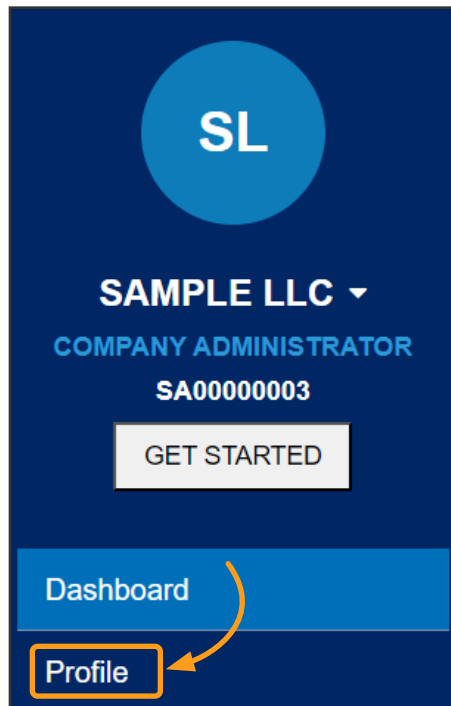 SL
SAMPLE LLC
COMPANY ADMINISTRATOR
SA00000003
GET STARTED
Dashboard
Profile